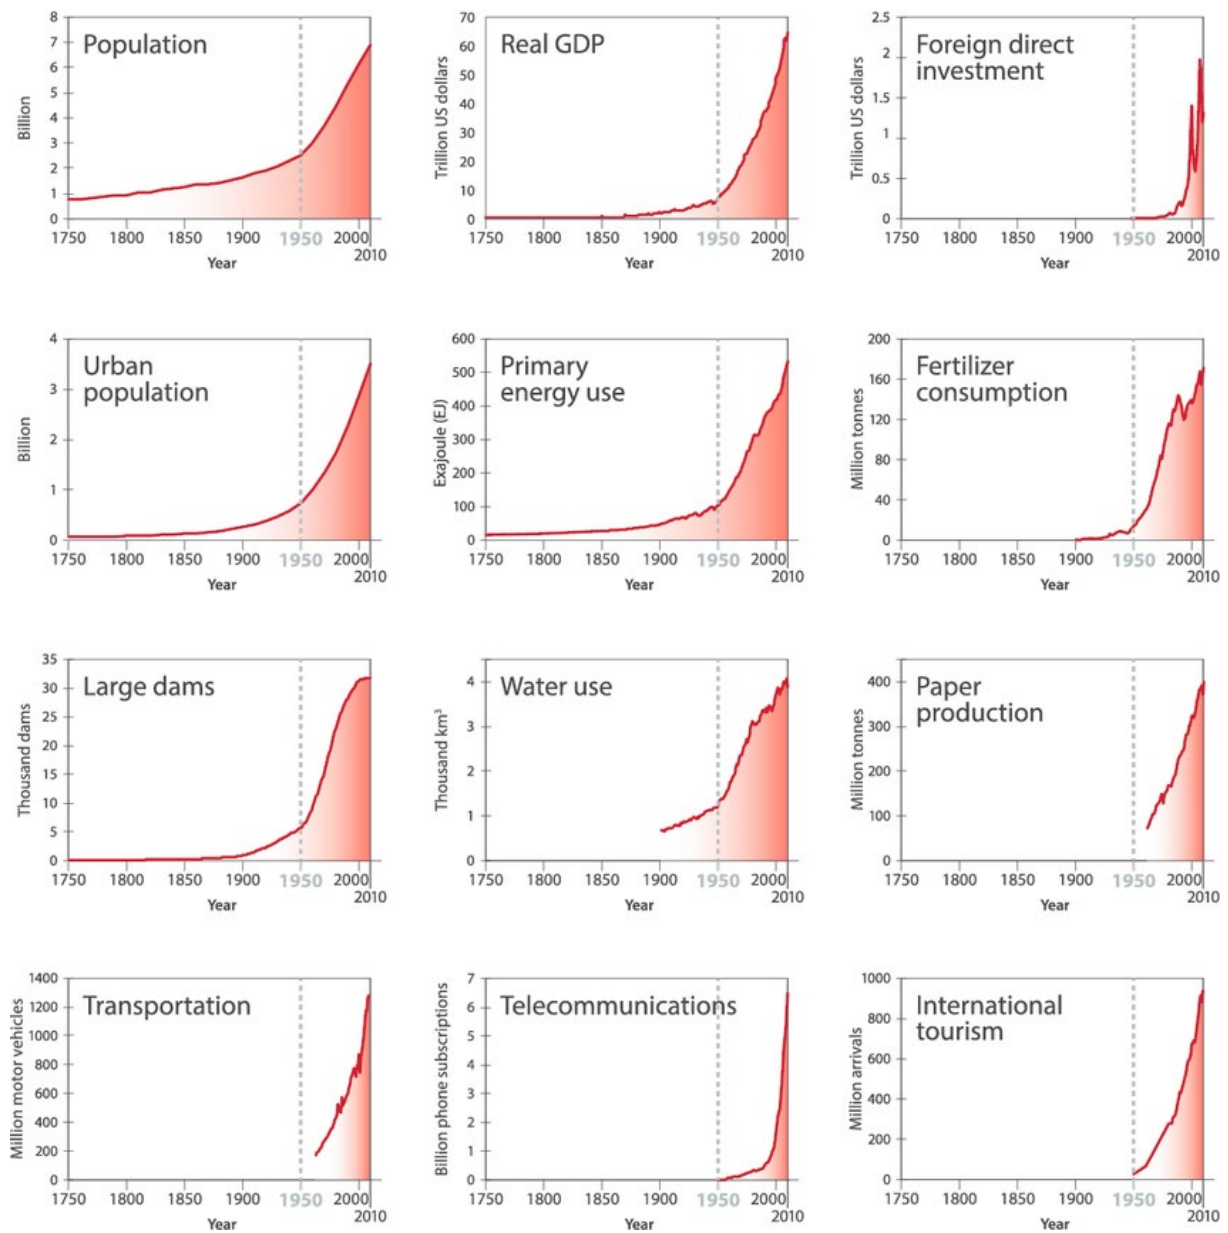 Population
Billion
8
7
6
5
4
3
2
1
0
1750 1800 1850 1900 1950 2000
2010
Year
Real GDP
Trillion US dollars
70
60
50
40
30
20
10
0
1750 1800 1850 1900 1950 2000
2010
Year
Foreign direct
investment
Trillion US dollars
2.5
2
1.5
1
0.5
0
1750 1800 1850 1900 1950 2000
2010
Year
Urban
population
Billion
4
3
2
1
0
1750 1800 1850 1900 1950 2000
2010
Year
Primary
energy use
Exajoule (EJ)
600
500
400
300
200
100
0
1750 1800 1850 1900 1950 2000
2010
Year
Fertilizer
consumption
Million tonnes
200
160
120
80
40
0
1750 1800 1850 1900 1950 2000
2010
Year
Large dams
Thousand dams
35
30
25
20
15
10
5
0
1750 1800 1850 1900 1950 2000
2010
Year
Water use
Thousand km³
4
3
2
1
0
1750 1800 1850 1900 1950 2000
2010
Year
Paper
production
Million tonnes
400
300
200
100
0
1750 1800 1850 1900 1950 2000
2010
Year
Transportation
Million motor vehicles
1400
1200
1000
800
600
400
200
0
1750 1800 1850 1900 1950 2000
2010
Year
Telecommunications
Billion phone subscriptions
7
6
5
4
3
2
1
0
1750 1800 1850 1900 1950 2000
2010
Year
International
tourism
Million arrivals
1000
800
600
400
200
0
1750 1800 1850 1900 1950 2000
2010
Year